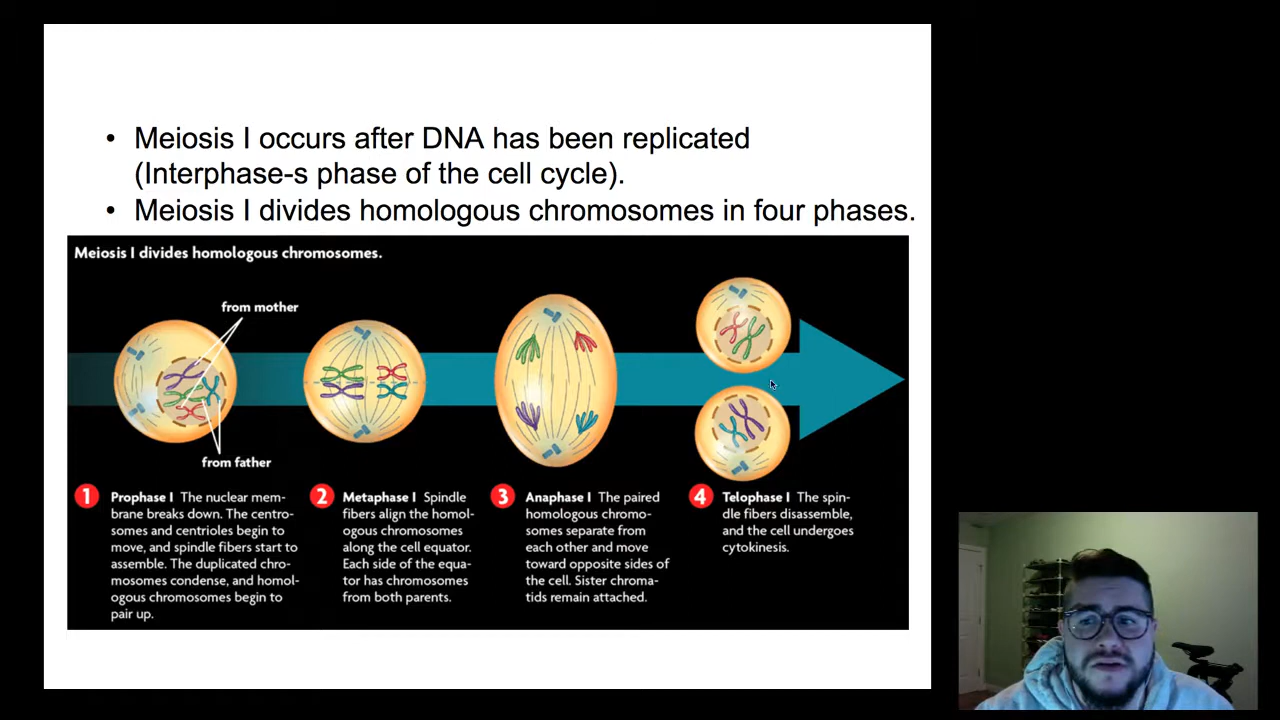 • Meiosis I occurs after DNA has been replicated
(Interphase-s phase of the cell cycle).
• Meiosis I divides homologous chromosomes in four phases.
Meiosis I divides homologous chromosomes.
from mother
from father
1 Prophase I The nuclear mem-
brane breaks down. The centro-
somes and centrioles begin to
move, and spindle fibers start to
assemble. The duplicated chro-
mosomes condense, and homol-
ogous chromosomes begin to
pair up.
2 Metaphase I Spindle
fibers align the homol-
ogous chromosomes
along the cell equator.
Each side of the equa-
tor has chromosomes
from both parents.
3 Anaphase I The paired
homologous chromo-
somes separate from
each other and move
toward opposite sides of
the cell. Sister chroma-
tids remain attached.
4 Telophase I The spin-
dle fibers disassemble,
and the cell undergoes
cytokinesis.